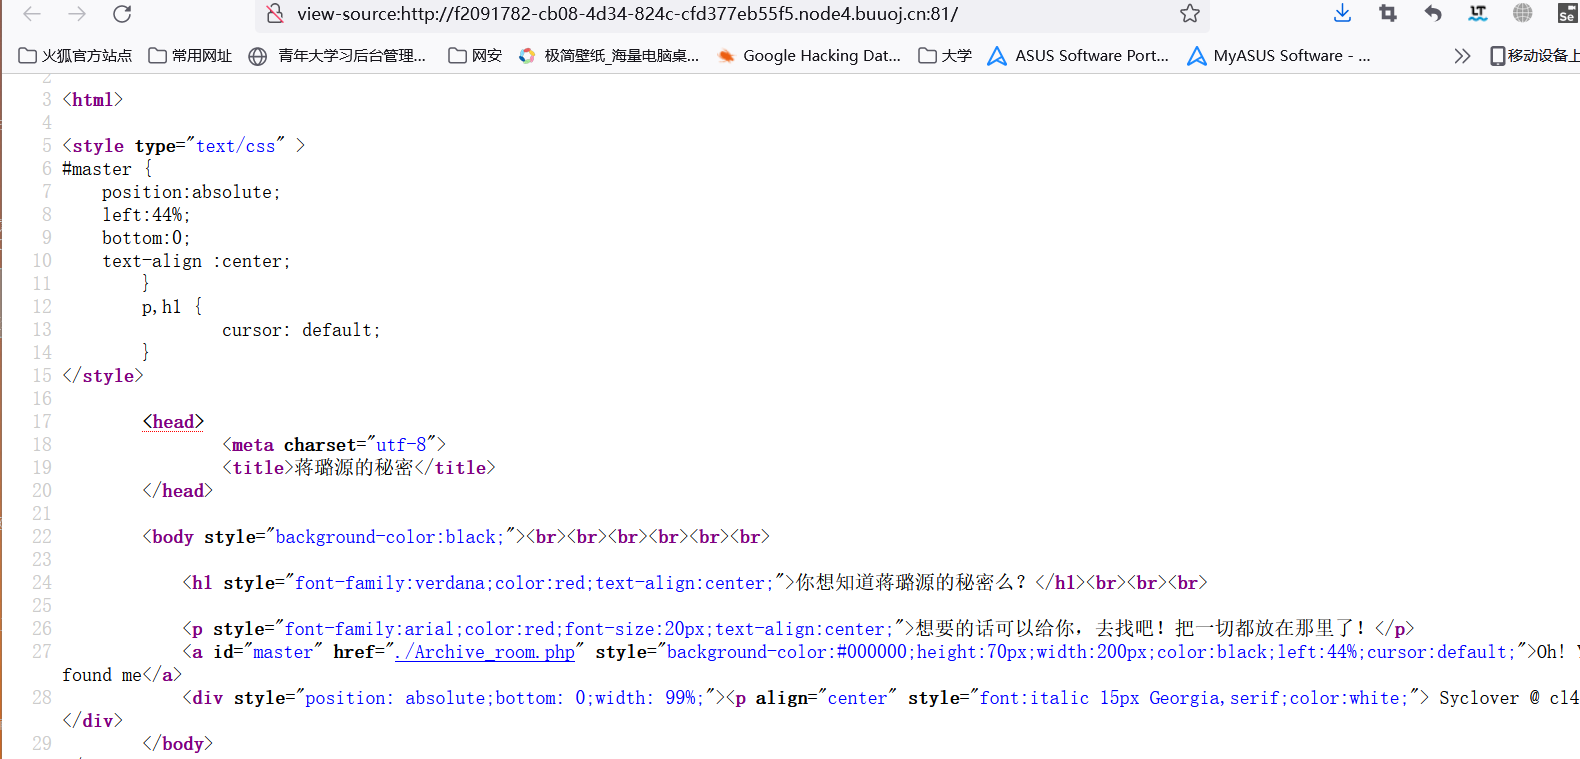 view-source:http://f2091782-cb08-4d34-824c-cfd377eb55f5.node4.buuoj.cn:81/
火狐官方站点 常用网址 青年大学习后台管理... 网安 极简壁纸_海量电脑桌... Google Hacking Dat... 大学 ASUS Software Port... MyASUS Software - ... 移动设备上
2
3 <html>
4
5 <style type="text/css" >
6 #master {
7 position:absolute;
8 left:44%;
9 bottom:0;
10 text-align :center;
11 }
12 p,h1 {
13 cursor: default;
14 }
15 </style>
16
17 <head>
18 <meta charset="utf-8">
19 <title>蒋璐源的秘密</title>
20 </head>
21
22 <body style="background-color:black;"><br><br><br><br><br><br>
23
24 <h1 style="font-family:verdana;color:red;text-align:center;">你想知道蒋璐源的秘密么？</h1><br><br><br>
25
26 <p style="font-family:arial;color:red;font-size:20px;text-align:center;">想要的话可以给你，去找吧！把一切都放在那里了！</p>
27 <a id="master" href="./Archive_room.php" style="background-color:#000000;height:70px;width:200px;color:black;left:44%;cursor:default;">Oh! Y
found me</a>
28 <div style="position: absolute;bottom: 0;width: 99%;"><p align="center" style="font:italic 15px Georgia,serif;color:white;"> Syclover @ cl4
</div>
29 </body>